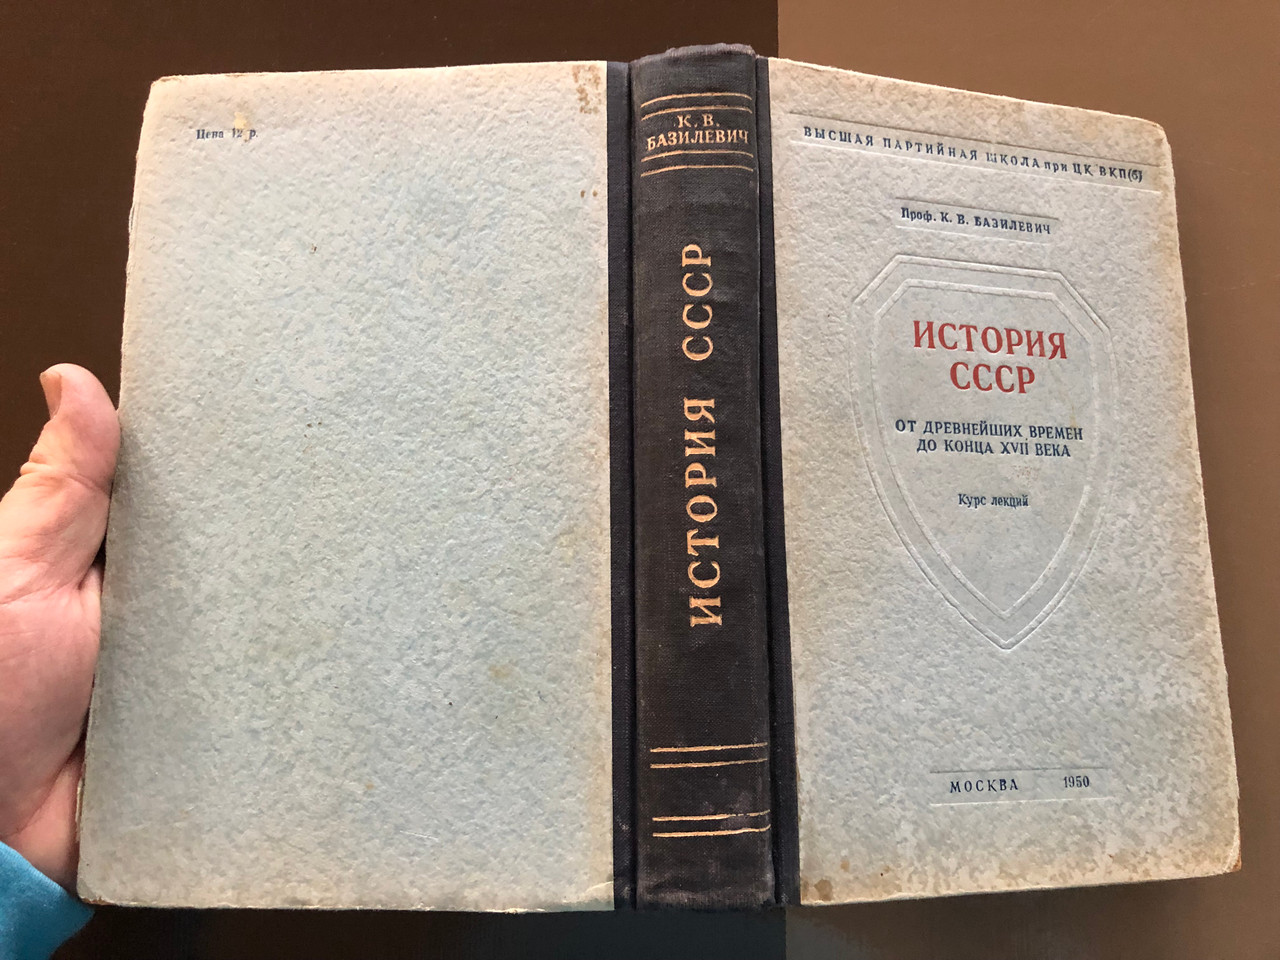 Цена 12 р.
К. В.
БАЗИЛЕВИЧ
ИСТОРИЯ СССР
ВЫСШАЯ ПАРТИЙНАЯ ШКОЛА при ЦК ВКП(б)
Проф. К. В. БАЗИЛЕВИЧ
ИСТОРИЯ
СССР
ОТ ДРЕВНЕЙШИХ ВРЕМЕН
ДО КОНЦА XVII ВЕКА
Курс лекций
МОСКВА 1950